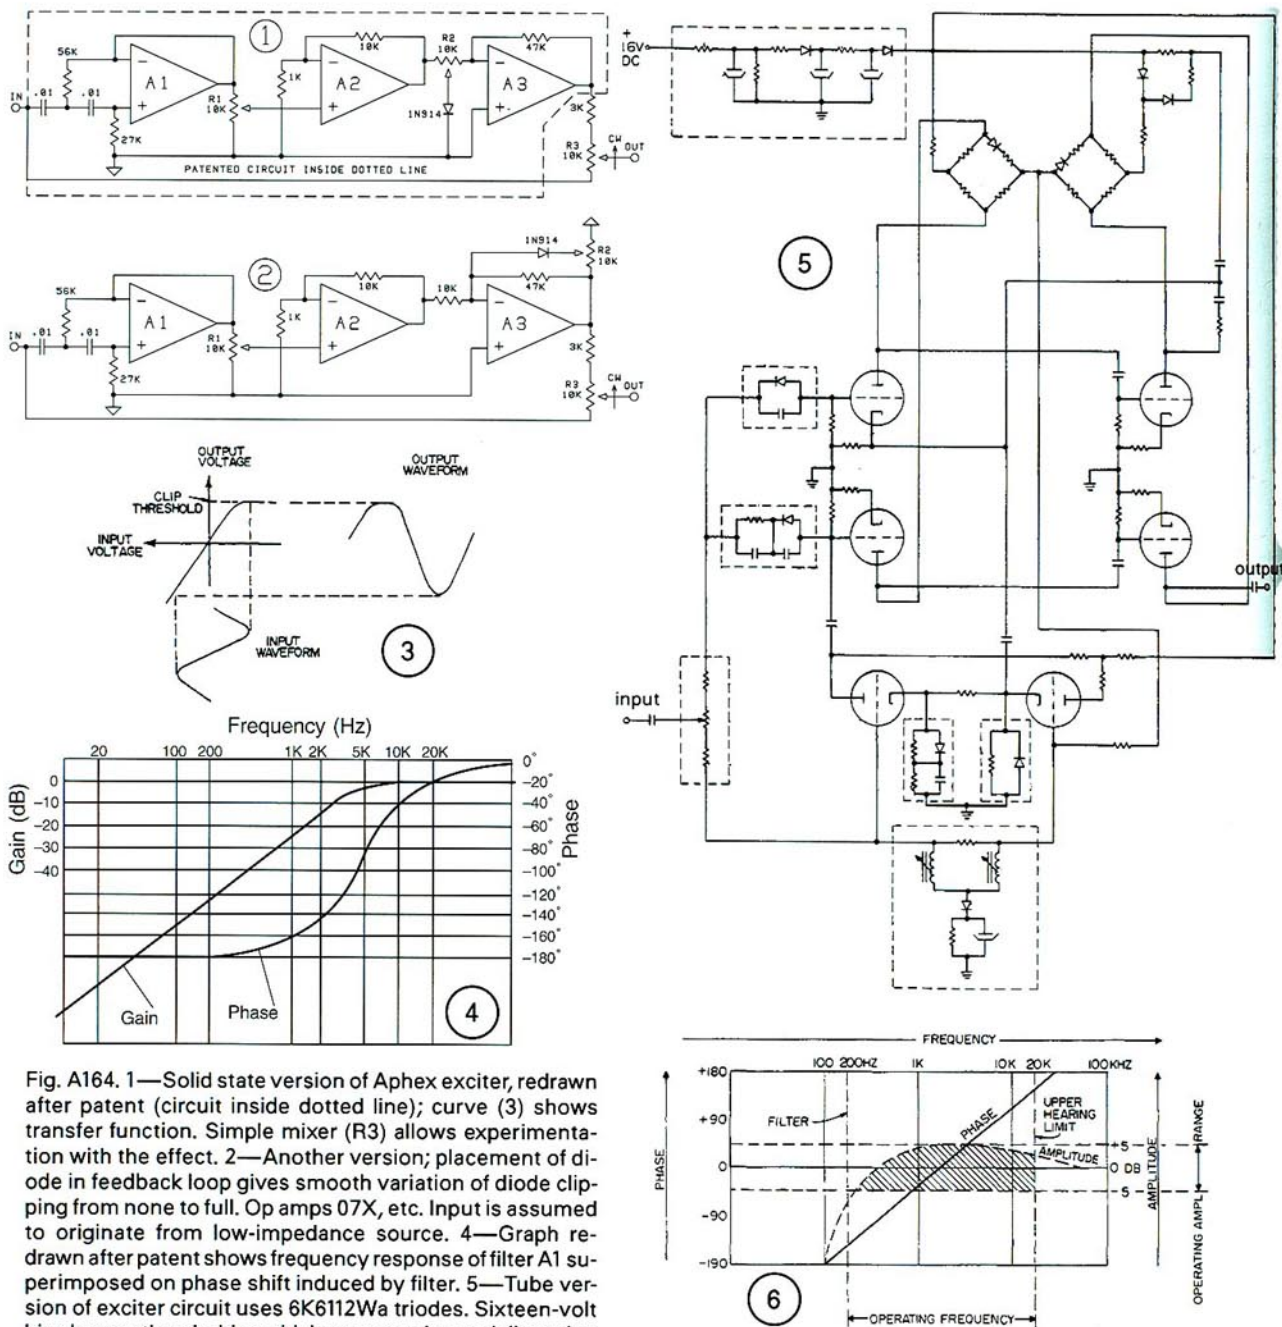 1
56K
10K
R2
10K
47K
IN
.01
.01
A1
1K
A2
A3
R1
10K
1N914
3K
27K
R3
10K
CW
OUT
PATENTED CIRCUIT INSIDE DOTTED LINE
2
1N914
R2
10K
56K
10K
10K
47K
IN
.01
.01
A1
1K
A2
A3
R1
10K
3K
27K
R3
10K
CW
OUT
OUTPUT
VOLTAGE
OUTPUT
WAVEFORM
CLIP
THRESHOLD
INPUT
VOLTAGE
INPUT
WAVEFORM
3
Frequency (Hz)
20 100 200 1K 2K 5K 10K 20K
Gain (dB)
0
-10
-20
-30
-40
0°
-20°
-40°
-60°
-80°
-100°
-120°
-140°
-160°
-180°
Phase
Gain
Phase
4
Fig. A164. 1—Solid state version of Aphex exciter, redrawn
after patent (circuit inside dotted line); curve (3) shows
transfer function. Simple mixer (R3) allows experimenta-
tion with the effect. 2—Another version; placement of di-
ode in feedback loop gives smooth variation of diode clip-
ping from none to full. Op amps 07X, etc. Input is assumed
to originate from low-impedance source. 4—Graph re-
drawn after patent shows frequency response of filter A1 su-
perimposed on phase shift induced by filter. 5—Tube ver-
sion of exciter circuit uses 6K6112Wa triodes. Sixteen-volt
+
16V
DC
5
output
input
FREQUENCY
100 200HZ 1K 10K 20K 100KHZ
PHASE
+180
+90
0
-90
-190
FILTER
PHASE
UPPER
HEARING
LIMIT
AMPLITUDE
+5
0 DB
-5
AMPLITUDE
OPERATING AMPL RANGE
6
OPERATING FREQUENCY